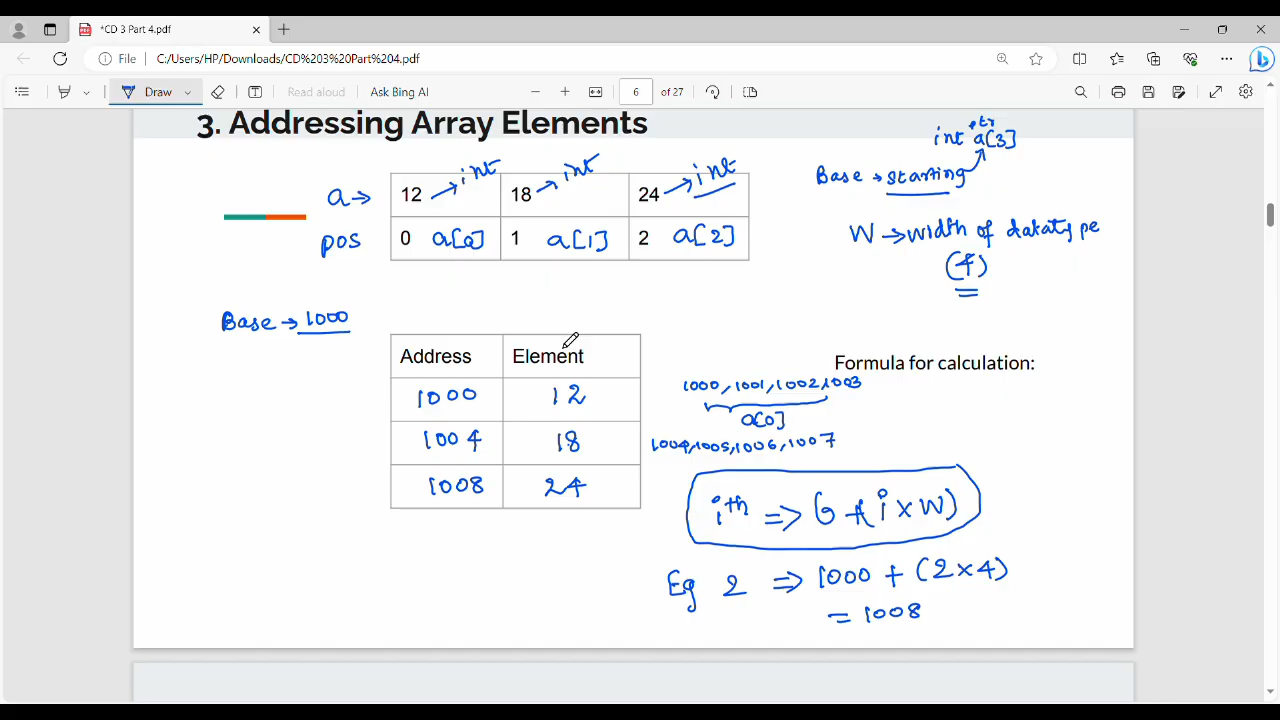 *CD 3 Part 4.pdf
File C:/Users/HP/Downloads/CD%203%20Part%204.pdf
Draw Read aloud Ask Bing AI 6 of 27
3. Addressing Array Elements
ptr
int a[3]
Base → starting
a → 12 → int 18 → int 24 → int
pos 0 a[0] 1 a[1] 2 a[2]
W → width of datatype
(4)
Base → 1000
Address Element
1000 12
1004 18
1008 24
Formula for calculation:
1000, 1001, 1002, 1003
a[0]
1004, 1005, 1006, 1007
ith => b + (i × W)
Eg 2 => 1000 + (2 × 4)
= 1008